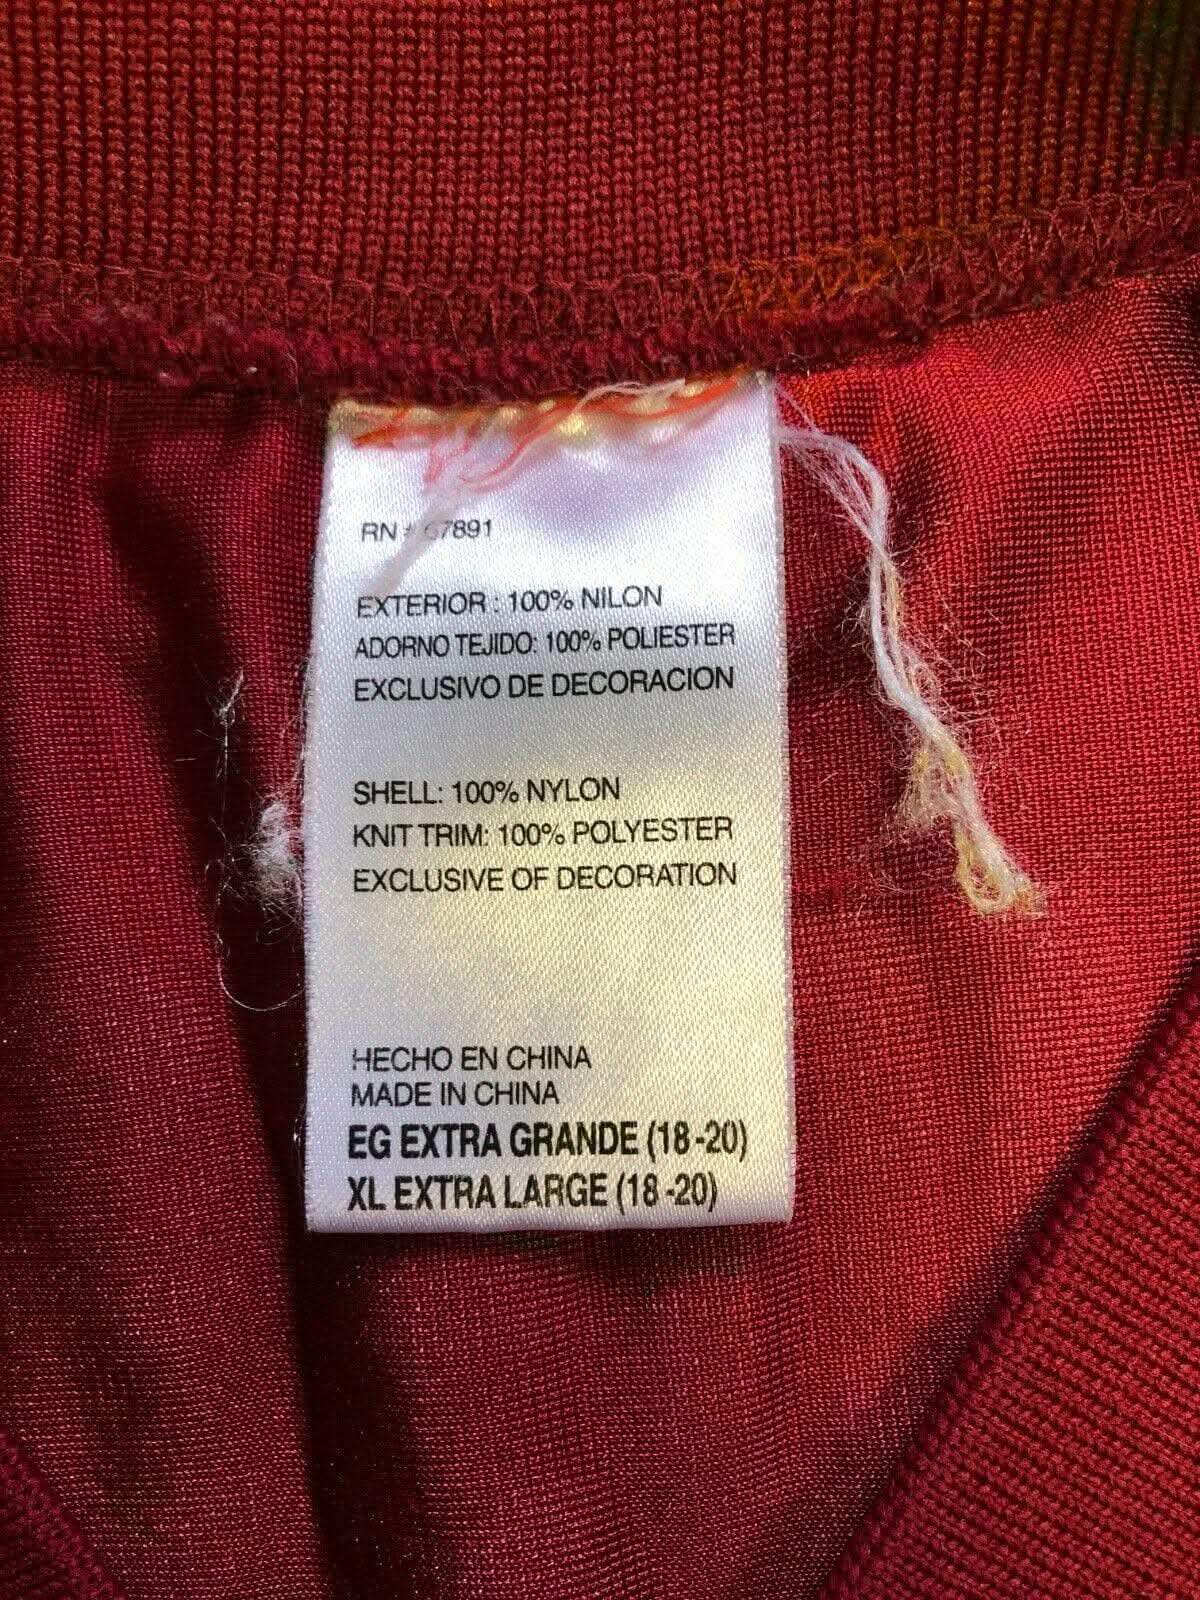 RN # 67891
EXTERIOR : 100% NILON
ADORNO TEJIDO: 100% POLIESTER
EXCLUSIVO DE DECORACION
SHELL: 100% NYLON
KNIT TRIM: 100% POLYESTER
EXCLUSIVE OF DECORATION
HECHO EN CHINA
MADE IN CHINA
EG EXTRA GRANDE (18-20)
XL EXTRA LARGE (18-20)